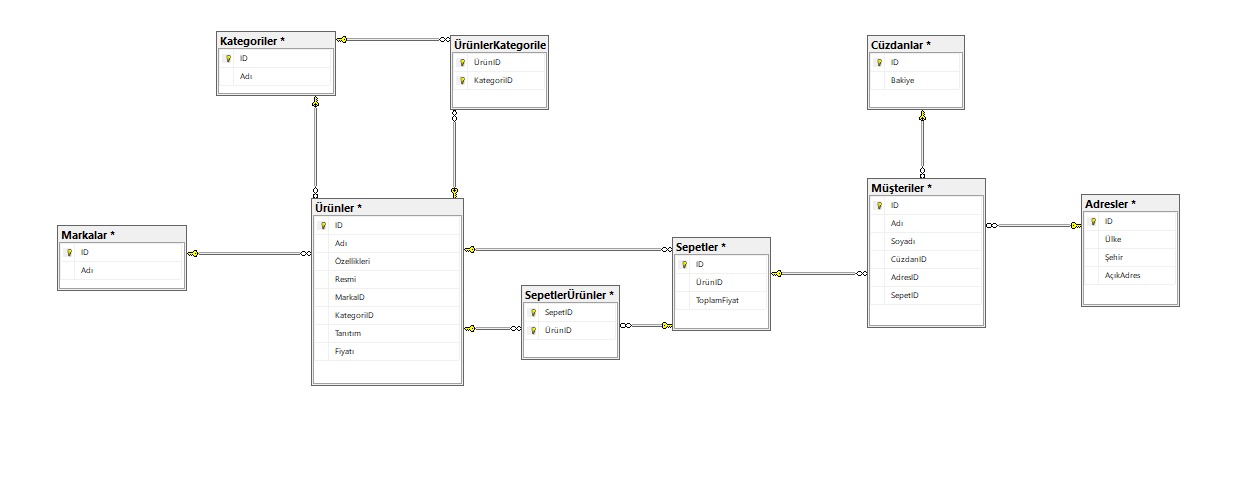 Kategoriler *
ID
Adı
ÜrünlerKategorile
ÜrünID
KategoriID
Cüzdanlar *
ID
Bakiye
Müşteriler *
ID
Adı
Soyadı
CüzdanID
AdresID
SepetID
Adresler *
ID
Ülke
Şehir
AçıkAdres
Markalar *
ID
Adı
Ürünler *
ID
Adı
Özellikleri
Resmi
MarkaID
KategoriID
Tanıtım
Fiyatı
Sepetler *
ID
ÜrünID
ToplamFiyat
SepetlerÜrünler *
SepetID
ÜrünID